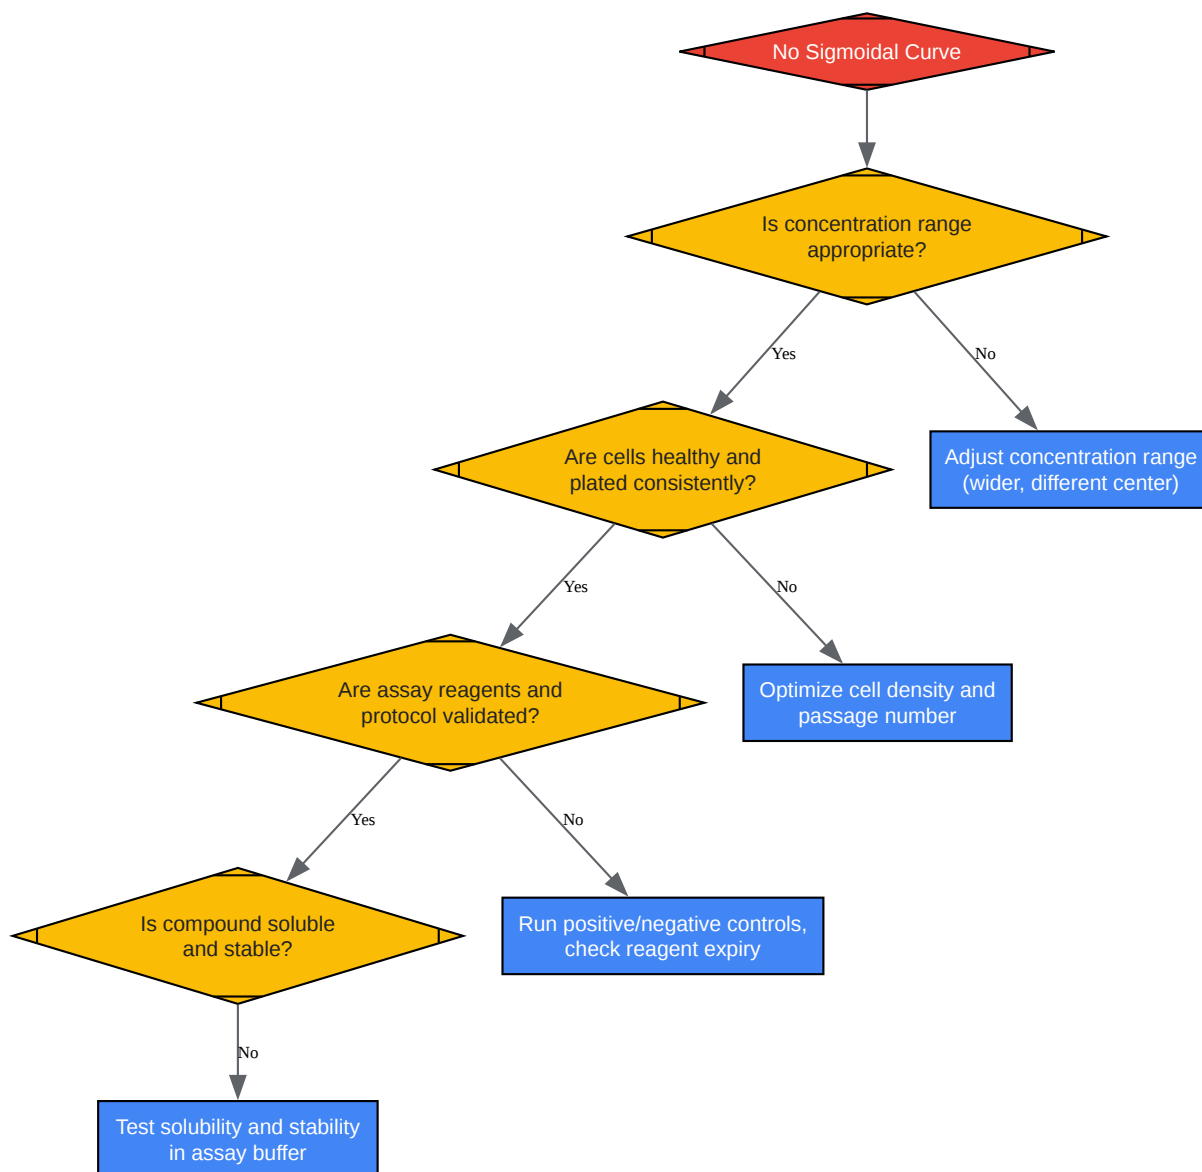 No Sigmoidal Curve
Is concentration range
appropriate?
Yes
No
Are cells healthy and
plated consistently?
Adjust concentration range
(wider, different center)
Yes
No
Are assay reagents and
protocol validated?
Optimize cell density and
passage number
Yes
No
Is compound soluble
and stable?
Run positive/negative controls,
check reagent expiry
No
Test solubility and stability
in assay buffer